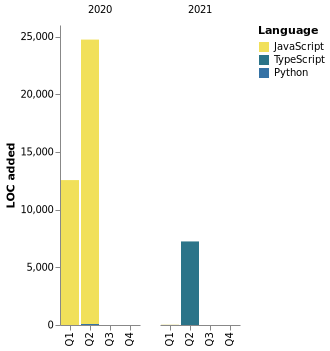 2020
2021
Language
JavaScript
TypeScript
Python
LOC added
25,000
20,000
15,000
10,000
5,000
0
Q1
Q2
Q3
Q4
Q1
Q2
Q3
Q4